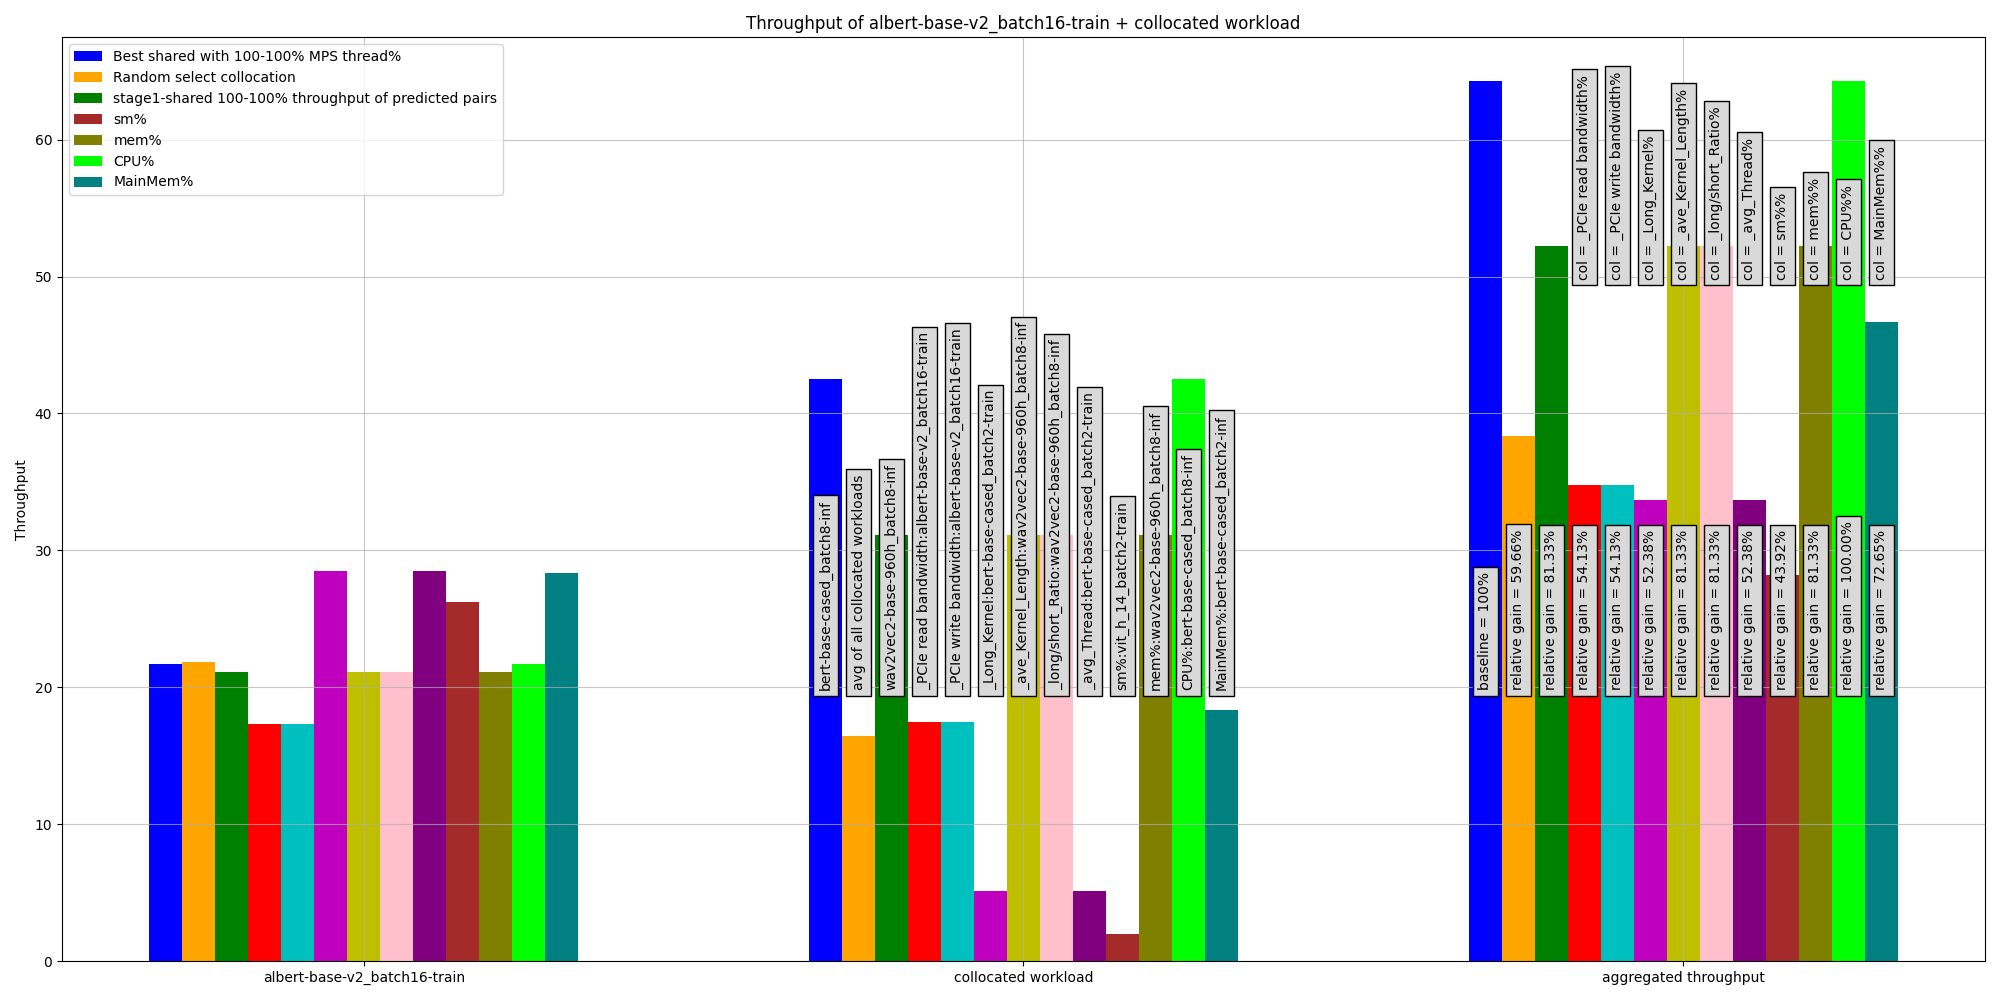 Throughput of albert-base-v2_batch16-train + collocated workload
Best shared with 100-100% MPS thread%
Random select collocation
stage1-shared 100-100% throughput of predicted pairs
sm%
mem%
CPU%
MainMem%
Throughput
60
50
40
30
20
10
0
bert-base-cased_batch8-inf
avg of all collocated workloads
wav2vec2-base-960h_batch8-inf
_PCIe read bandwidth:albert-base-v2_batch16-train
_PCIe write bandwidth:albert-base-v2_batch16-train
_Long_Kernel:bert-base-cased_batch2-train
_ave_Kernel_Length:wav2vec2-base-960h_batch8-inf
_long/short_Ratio:wav2vec2-base-960h_batch8-inf
_avg_Thread:bert-base-cased_batch2-train
sm%:vit_h_14_batch2-train
mem%:wav2vec2-base-960h_batch8-inf
CPU%:bert-base-cased_batch8-inf
MainMem%:bert-base-cased_batch2-inf
col = _PCIe read bandwidth%
col = _PCIe write bandwidth%
col = _Long_Kernel%
col = _ave_Kernel_Length%
col = _long/short_Ratio%
col = _avg_Thread%
col = sm%%
col = mem%%
col = CPU%%
col = MainMem%%
baseline = 100%
relative gain = 59.66%
relative gain = 81.33%
relative gain = 54.13%
relative gain = 54.13%
relative gain = 52.38%
relative gain = 81.33%
relative gain = 81.33%
relative gain = 52.38%
relative gain = 43.92%
relative gain = 81.33%
relative gain = 100.00%
relative gain = 72.65%
albert-base-v2_batch16-train
collocated workload
aggregated throughput